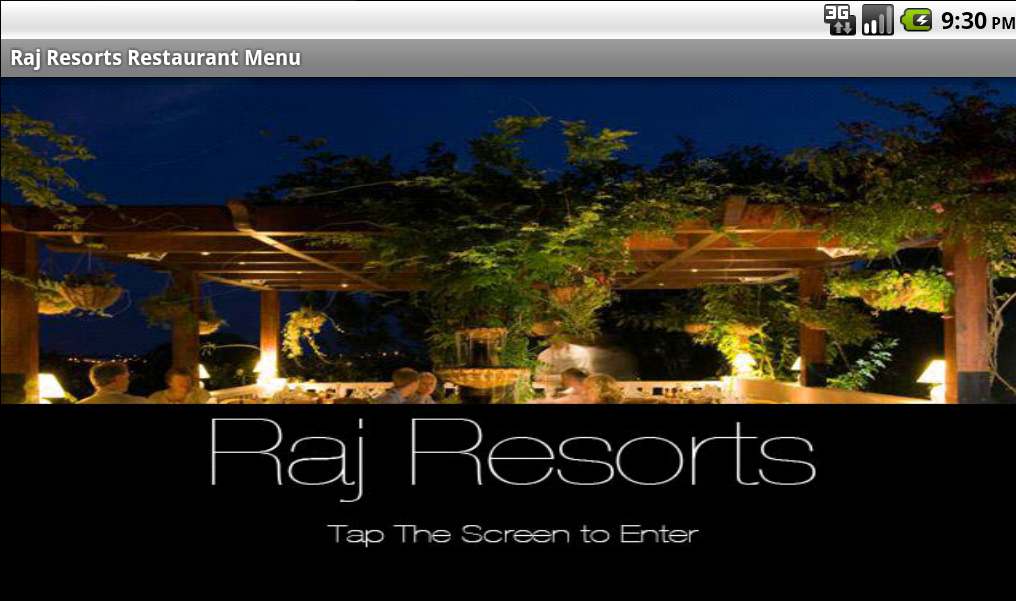 3G 9:30 PM
Raj Resorts Restaurant Menu
Raj Resorts
Tap The Screen to Enter